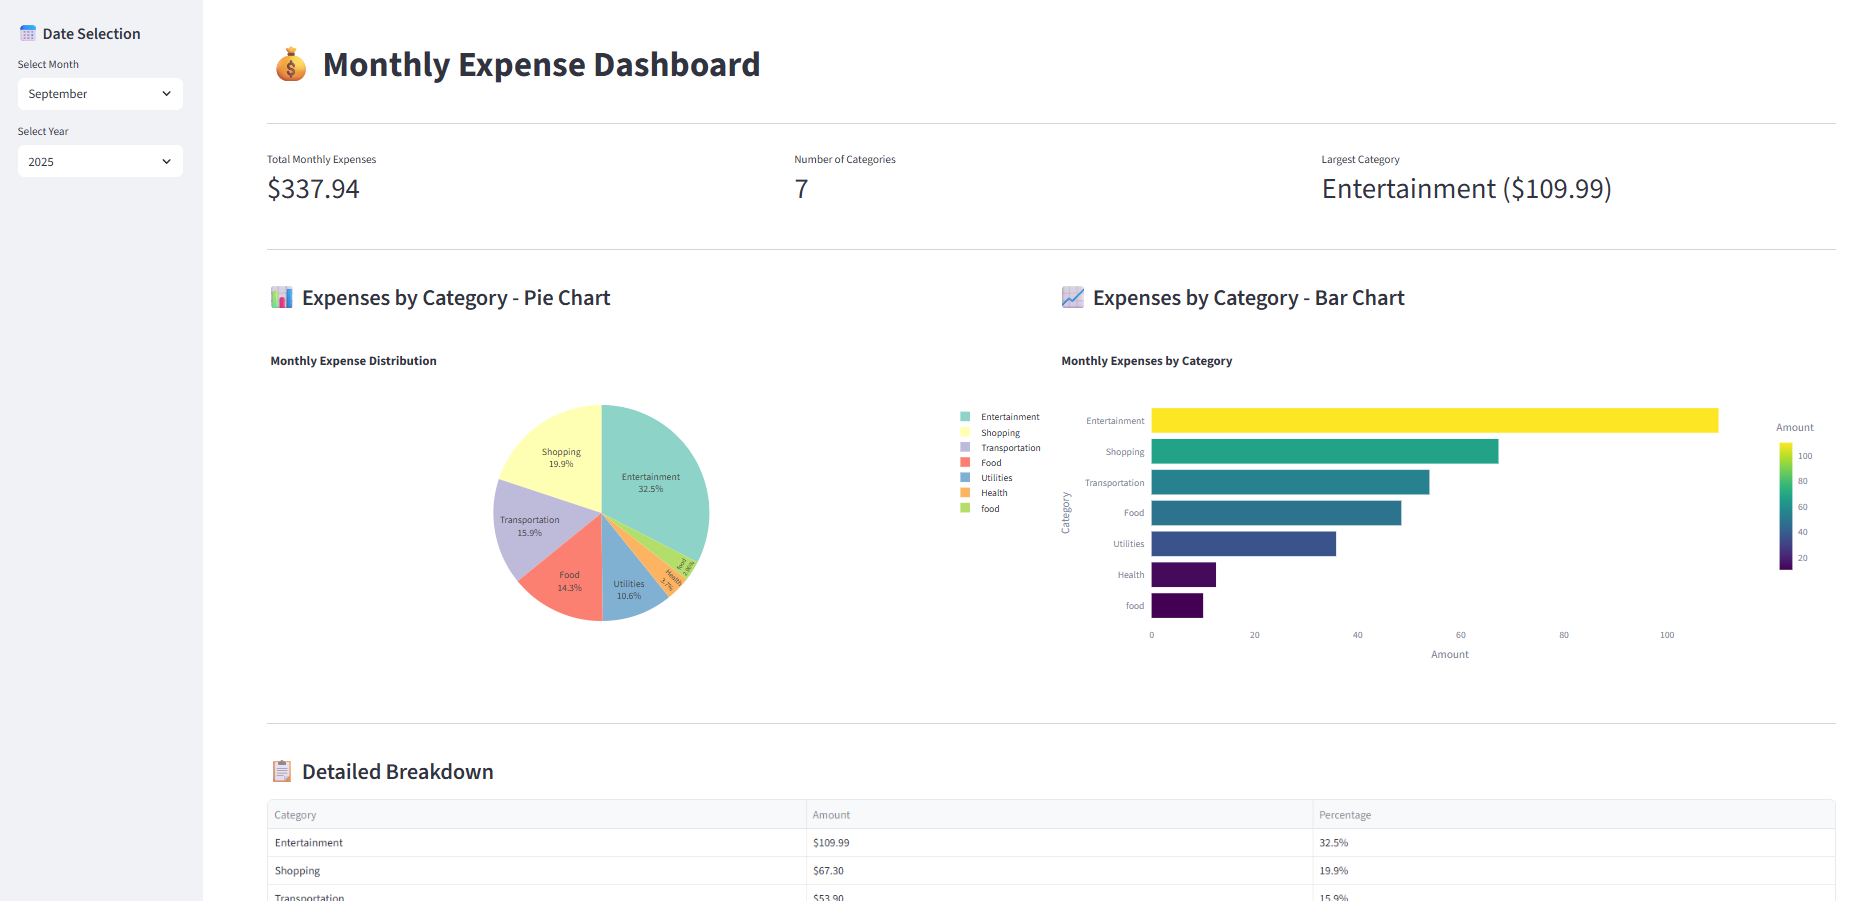 Date Selection
Select Month
September
Select Year
2025
Monthly Expense Dashboard
Total Monthly Expenses
$337.94
Number of Categories
7
Largest Category
Entertainment ($109.99)
Expenses by Category - Pie Chart
Monthly Expense Distribution
Shopping
19.9%
Entertainment
32.5%
Transportation
15.9%
Food
14.3%
Utilities
10.6%
Health
3.7%
food
Entertainment
Shopping
Transportation
Food
Utilities
Health
food
Expenses by Category - Bar Chart
Monthly Expenses by Category
Category
Entertainment
Shopping
Transportation
Food
Utilities
Health
food
0 20 40 60 80 100
Amount
Amount
100
80
60
40
20
Detailed Breakdown
Category Amount Percentage
Entertainment $109.99 32.5%
Shopping $67.30 19.9%
Transportation $53.90 15.9%